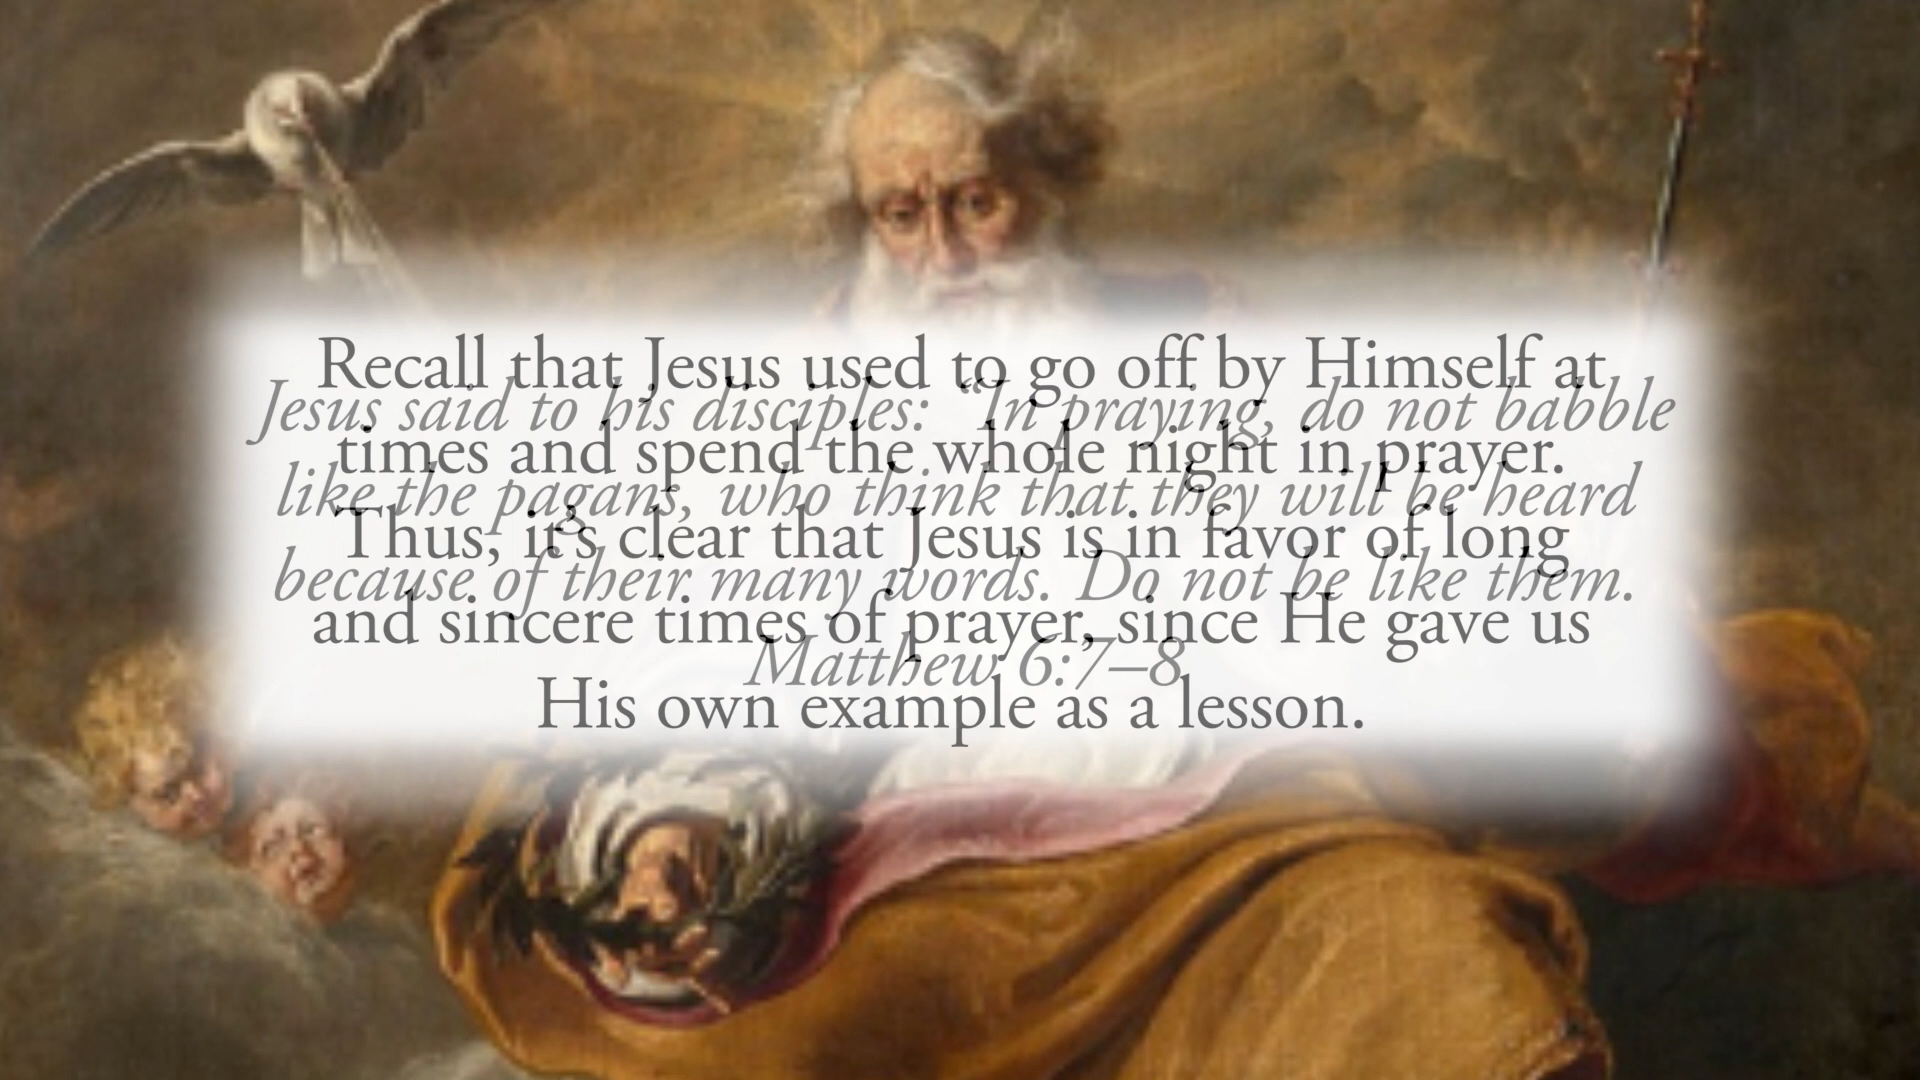 Recall that Jesus used to go off by Himself at
times and spend the whole night in prayer.
Thus, it's clear that Jesus is in favor of long
and sincere times of prayer, since He gave us
His own example as a lesson.
Jesus said to his disciples: “In praying, do not babble
like the pagans, who think that they will be heard
because of their many words. Do not be like them.
Matthew 6:7–8